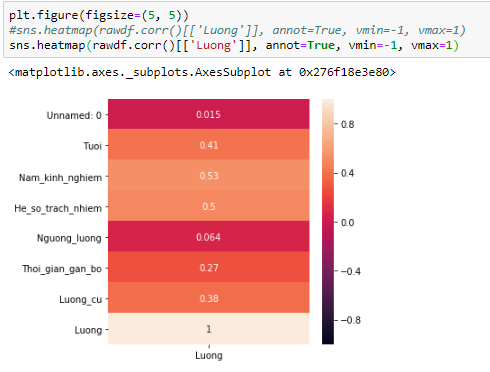 plt.figure(figsize=(5, 5))
#sns.heatmap(rawdf.corr()[['Luong']], annot=True, vmin=-1, vmax=1)
sns.heatmap(rawdf.corr()[['Luong']], annot=True, vmin=-1, vmax=1)
<matplotlib.axes._subplots.AxesSubplot at 0x276f18e3e80>
Unnamed: 0 0.015
Tuoi 0.41
Nam_kinh_nghiem 0.53
He_so_trach_nhiem 0.5
Nguong_luong 0.064
Thoi_gian_gan_bo 0.27
Luong_cu 0.38
Luong 1
Luong
0.8
0.4
0.0
−0.4
−0.8